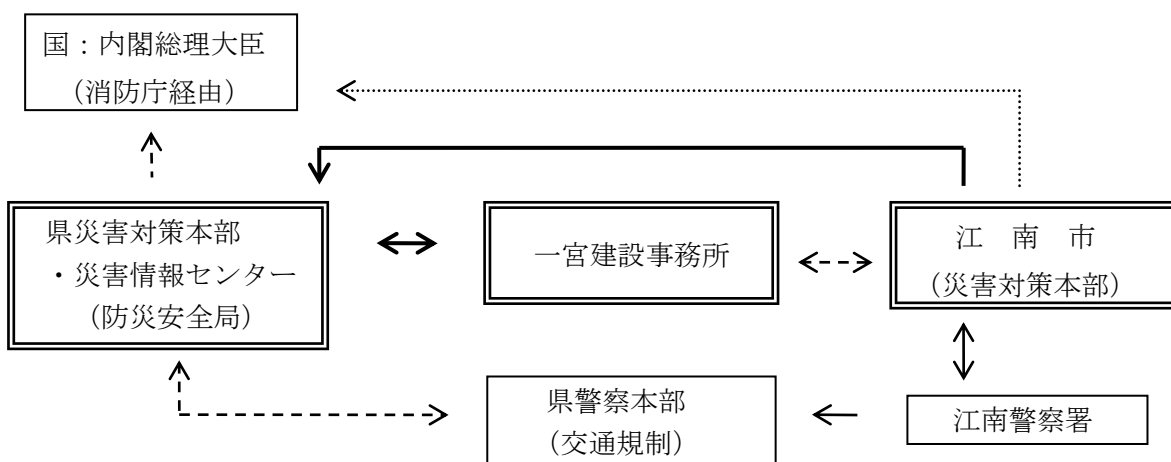 国：内閣総理大臣
（消防庁経由）
県災害対策本部
・災害情報センター
（防災安全局）
一宮建設事務所
江　南　市
（災害対策本部）
県警察本部
（交通規制）
江南警察署